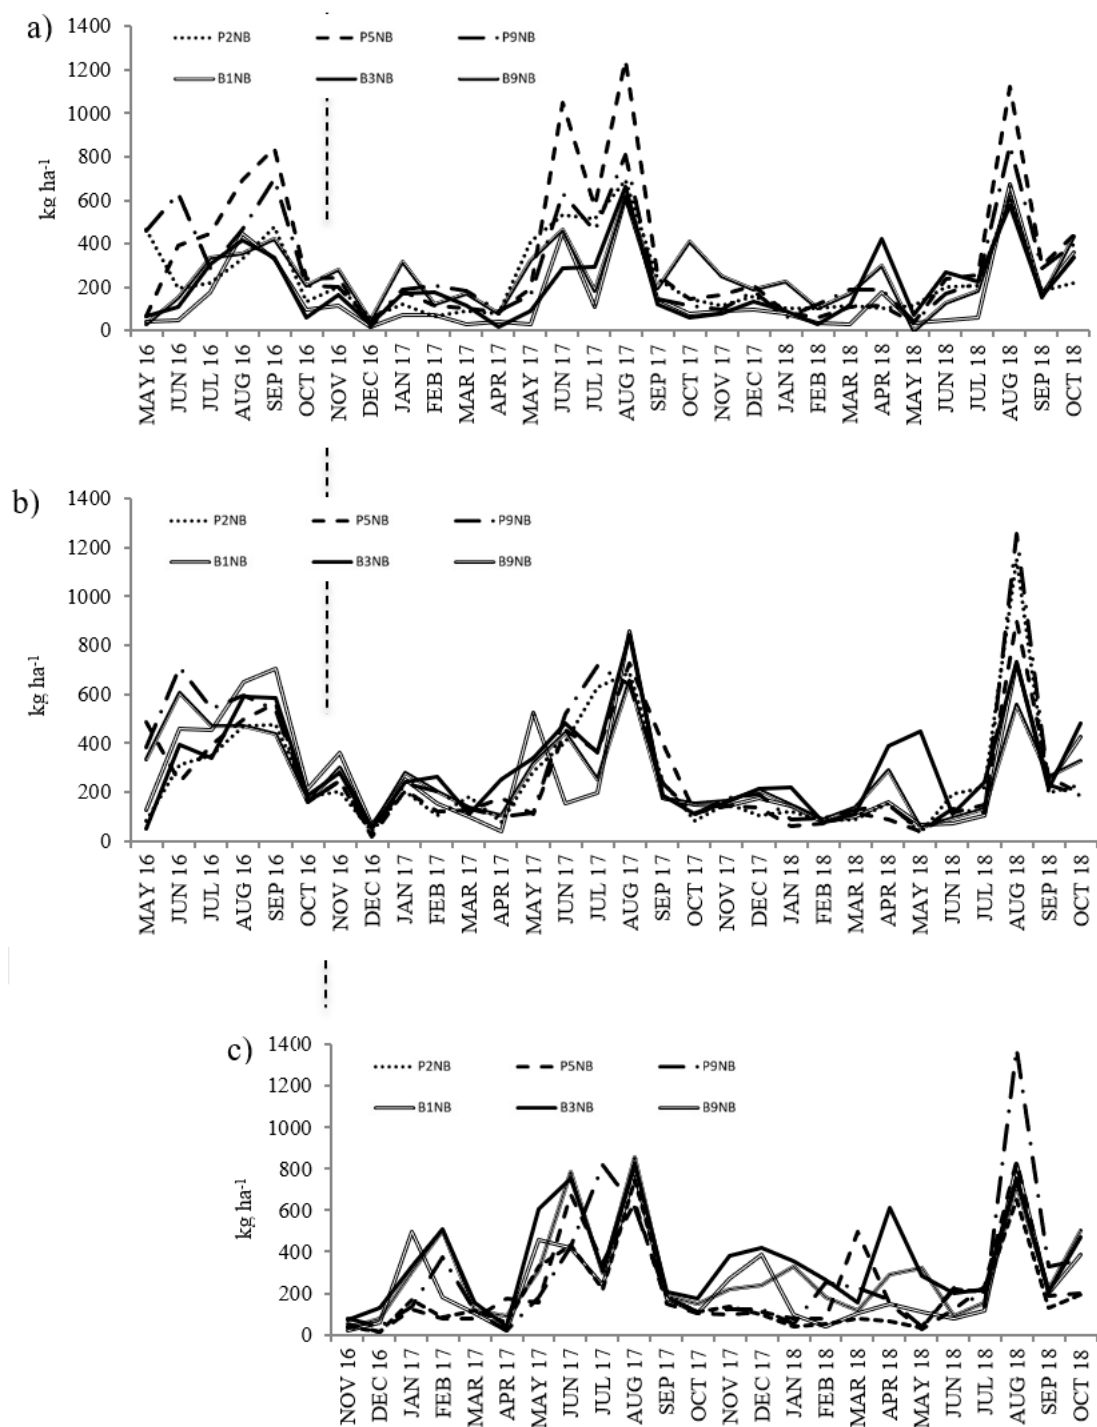 a)
1400
1200
1000
800
600
400
200
0
kg ha-1
P2NB P5NB P9NB
B1NB B3NB B9NB
MAY 16 JUN 16 JUL 16 AUG 16 SEP 16 OCT 16 NOV 16 DEC 16 JAN 17 FEB 17 MAR 17 APR 17 MAY 17 JUN 17 JUL 17 AUG 17 SEP 17 OCT 17 NOV 17 DEC 17 JAN 18 FEB 18 MAR 18 APR 18 MAY 18 JUN 18 JUL 18 AUG 18 SEP 18 OCT 18
b)
1400
1200
1000
800
600
400
200
0
kg ha-1
P2NB P5NB P9NB
B1NB B3NB B9NB
MAY 16 JUN 16 JUL 16 AUG 16 SEP 16 OCT 16 NOV 16 DEC 16 JAN 17 FEB 17 MAR 17 APR 17 MAY 17 JUN 17 JUL 17 AUG 17 SEP 17 OCT 17 NOV 17 DEC 17 JAN 18 FEB 18 MAR 18 APR 18 MAY 18 JUN 18 JUL 18 AUG 18 SEP 18 OCT 18
c)
1400
1200
1000
800
600
400
200
0
kg ha-1
P2NB P5NB P9NB
B1NB B3NB B9NB
NOV 16 DEC 16 JAN 17 FEB 17 MAR 17 APR 17 MAY 17 JUN 17 JUL 17 AUG 17 SEP 17 OCT 17 NOV 17 DEC 17 JAN 18 FEB 18 MAR 18 APR 18 MAY 18 JUN 18 JUL 18 AUG 18 SEP 18 OCT 18